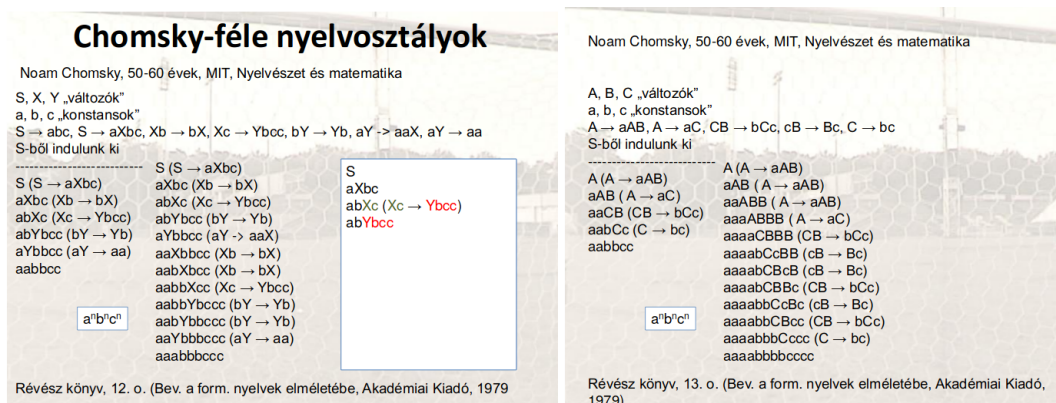 Chomsky-féle nyelvosztályok
Noam Chomsky, 50-60 évek, MIT, Nyelvészet és matematika
S, X, Y „változók”
a, b, c „konstansok”
S → abc, S → aXbc, Xb → bX, Xc → Ybcc, bY → Yb, aY -> aaX, aY → aa
S-ből indulunk ki
----------------------------
S (S → aXbc)
aXbc (Xb → bX)
abXc (Xc → Ybcc)
abYbcc (bY → Yb)
aYbbcc (aY → aa)
aabbcc
aⁿbⁿcⁿ
S (S → aXbc)
aXbc (Xb → bX)
abXc (Xc → Ybcc)
abYbcc (bY → Yb)
aYbbcc (aY -> aaX)
aaXbbcc (Xb → bX)
aabXbcc (Xb → bX)
aabbXcc (Xc → Ybcc)
aabbYbccc (bY → Yb)
aabYbbccc (bY → Yb)
aaYbbbccc (aY → aa)
aaabbbccc
S
aXbc
abXc (Xc → Ybcc)
abYbcc
Révész könyv, 12. o. (Bev. a form. nyelvek elméletébe, Akadémiai Kiadó, 1979
Noam Chomsky, 50-60 évek, MIT, Nyelvészet és matematika
A, B, C „változók”
a, b, c „konstansok”
A → aAB, A → aC, CB → bCc, cB → Bc, C → bc
S-ből indulunk ki
----------------------------
A (A → aAB)
aAB ( A → aC)
aaCB (CB → bCc)
aabCc (C → bc)
aabbcc
aⁿbⁿcⁿ
A (A → aAB)
aAB ( A → aAB)
aaABB ( A → aAB)
aaaABBB ( A → aC)
aaaaCBBB (CB → bCc)
aaaabCcBB (cB → Bc)
aaaabCBcB (cB → Bc)
aaaabCBBc (CB → bCc)
aaaabbCcBc (cB → Bc)
aaaabbCBcc (CB → bCc)
aaaabbbCccc (C → bc)
aaaabbbbcccc
Révész könyv, 13. o. (Bev. a form. nyelvek elméletébe, Akadémiai Kiadó,
1979)